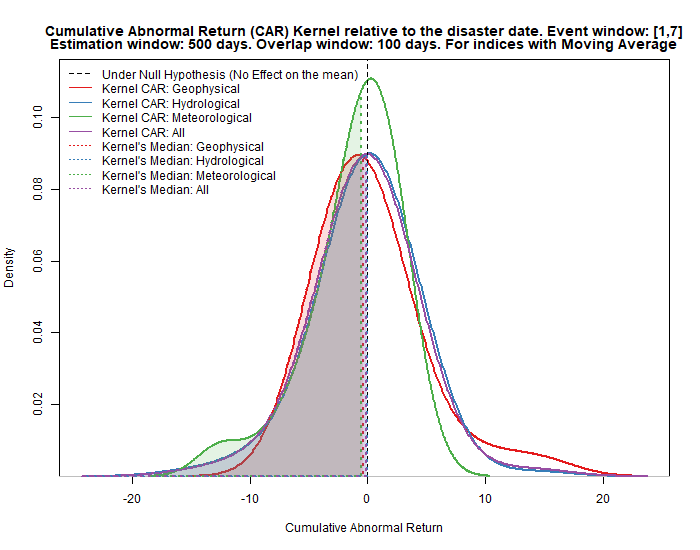 Cumulative Abnormal Return (CAR) Kernel relative to the disaster date. Event window: [1,7]
Estimation window: 500 days. Overlap window: 100 days. For indices with Moving Average
Under Null Hypothesis (No Effect on the mean)
Kernel CAR: Geophysical
Kernel CAR: Hydrological
Kernel CAR: Meteorological
Kernel CAR: All
Kernel's Median: Geophysical
Kernel's Median: Hydrological
Kernel's Median: Meteorological
Kernel's Median: All
Density
0.10
0.08
0.06
0.04
0.02
-20 -10 0 10 20
Cumulative Abnormal Return